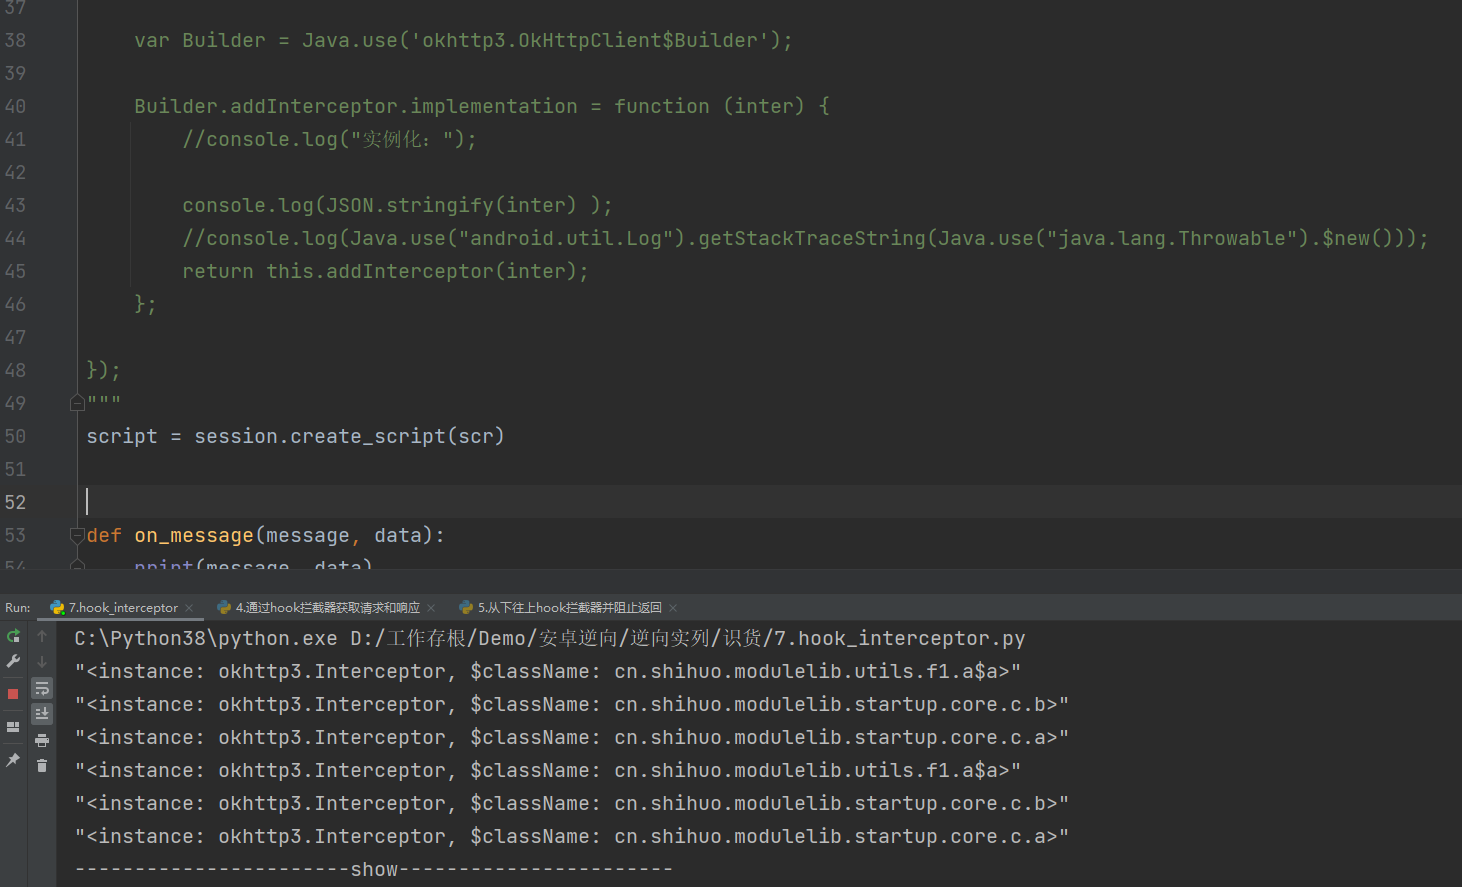 37
38 var Builder = Java.use('okhttp3.OkHttpClient$Builder');
39
40 Builder.addInterceptor.implementation = function (inter) {
41 //console.log("实例化：");
42
43 console.log(JSON.stringify(inter) );
44 //console.log(Java.use("android.util.Log").getStackTraceString(Java.use("java.lang.Throwable").$new()));
45 return this.addInterceptor(inter);
46 };
47
48 });
49 """
50 script = session.create_script(scr)
51
52
53 def on_message(message, data):
54 print(message, data)
Run: 7.hook_interceptor × 4.通过hook拦截器获取请求和响应 × 5.从下往上hook拦截器并阻止返回 ×
C:\Python38\python.exe D:/工作存根/Demo/安卓逆向/逆向实列/识货/7.hook_interceptor.py
"<instance: okhttp3.Interceptor, $className: cn.shihuo.modulelib.utils.f1.a$a>"
"<instance: okhttp3.Interceptor, $className: cn.shihuo.modulelib.startup.core.c.b>"
"<instance: okhttp3.Interceptor, $className: cn.shihuo.modulelib.startup.core.c.a>"
"<instance: okhttp3.Interceptor, $className: cn.shihuo.modulelib.utils.f1.a$a>"
"<instance: okhttp3.Interceptor, $className: cn.shihuo.modulelib.startup.core.c.b>"
"<instance: okhttp3.Interceptor, $className: cn.shihuo.modulelib.startup.core.c.a>"
-----------------------show-----------------------